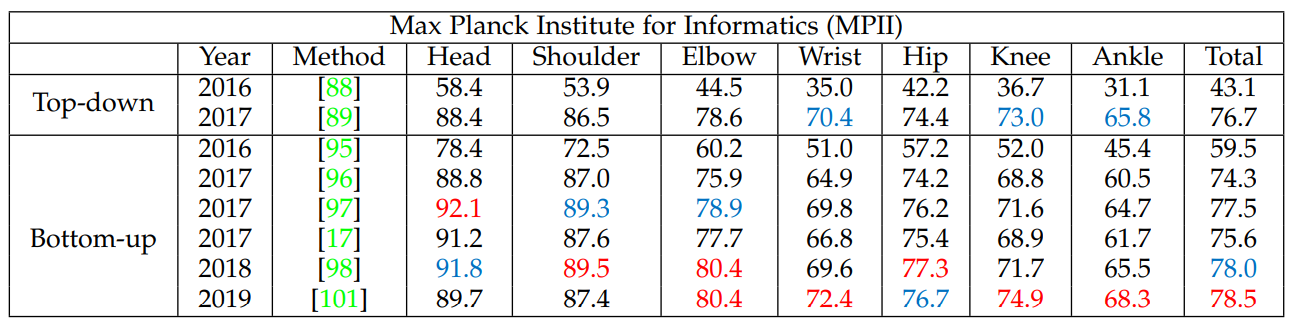 Max Planck Institute for Informatics (MPII)
Year Method Head Shoulder Elbow Wrist Hip Knee Ankle Total
Top-down
2016 [88] 58.4 53.9 44.5 35.0 42.2 36.7 31.1 43.1
2017 [89] 88.4 86.5 78.6 70.4 74.4 73.0 65.8 76.7
Bottom-up
2016 [95] 78.4 72.5 60.2 51.0 57.2 52.0 45.4 59.5
2017 [96] 88.8 87.0 75.9 64.9 74.2 68.8 60.5 74.3
2017 [97] 92.1 89.3 78.9 69.8 76.2 71.6 64.7 77.5
2017 [17] 91.2 87.6 77.7 66.8 75.4 68.9 61.7 75.6
2018 [98] 91.8 89.5 80.4 69.6 77.3 71.7 65.5 78.0
2019 [101] 89.7 87.4 80.4 72.4 76.7 74.9 68.3 78.5